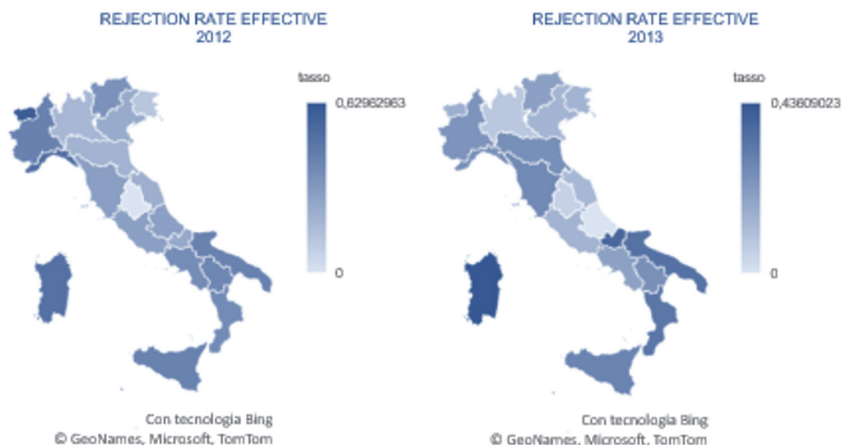 REJECTION RATE EFFECTIVE
2012
tasso
0,62962963
0
Con tecnologia Bing
© GeoNames, Microsoft, TomTom
REJECTION RATE EFFECTIVE
2013
tasso
0,43609023
0
Con tecnologia Bing
© GeoNames, Microsoft, TomTom